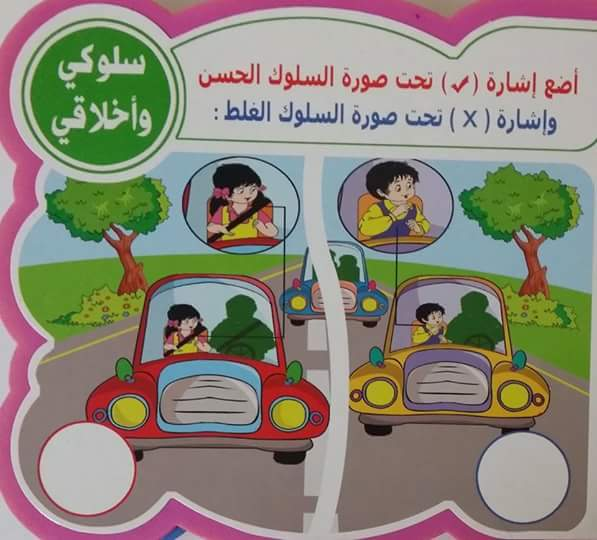 سلوكي
وأخلاقي
أضع إشارة (✓) تحت صورة السلوك الحسن
وإشارة (X) تحت صورة السلوك الغلط :